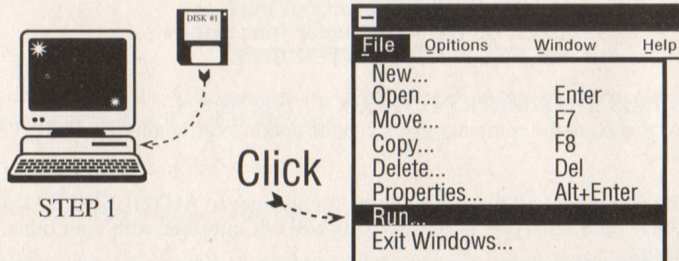 DISK #1
STEP 1
Click
File Opitions Window Help
New...
Open... Enter
Move... F7
Copy... F8
Delete... Del
Properties... Alt+Enter
Run...
Exit Windows...